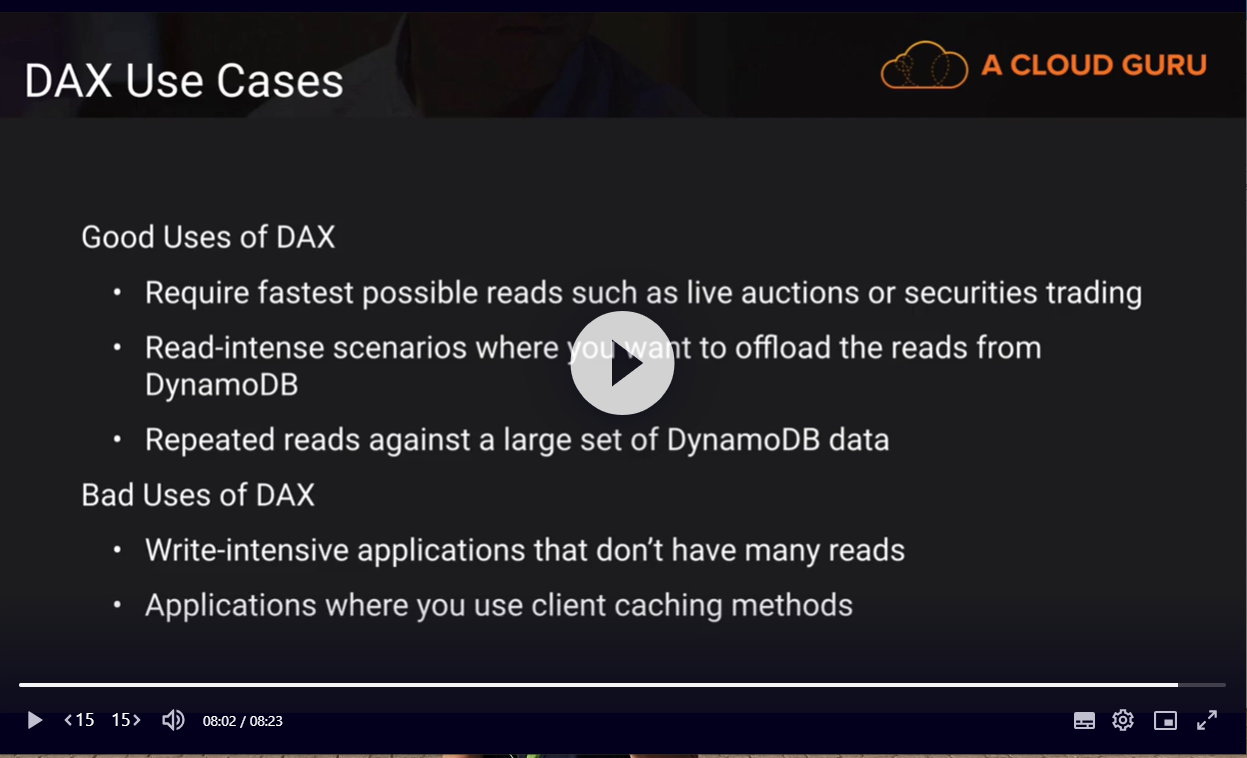 DAX Use Cases
A CLOUD GURU
Good Uses of DAX
• Require fastest possible reads such as live auctions or securities trading
• Read-intense scenarios where you want to offload the reads from
DynamoDB
• Repeated reads against a large set of DynamoDB data
Bad Uses of DAX
• Write-intensive applications that don't have many reads
• Applications where you use client caching methods
15 15 08:02 / 08:23